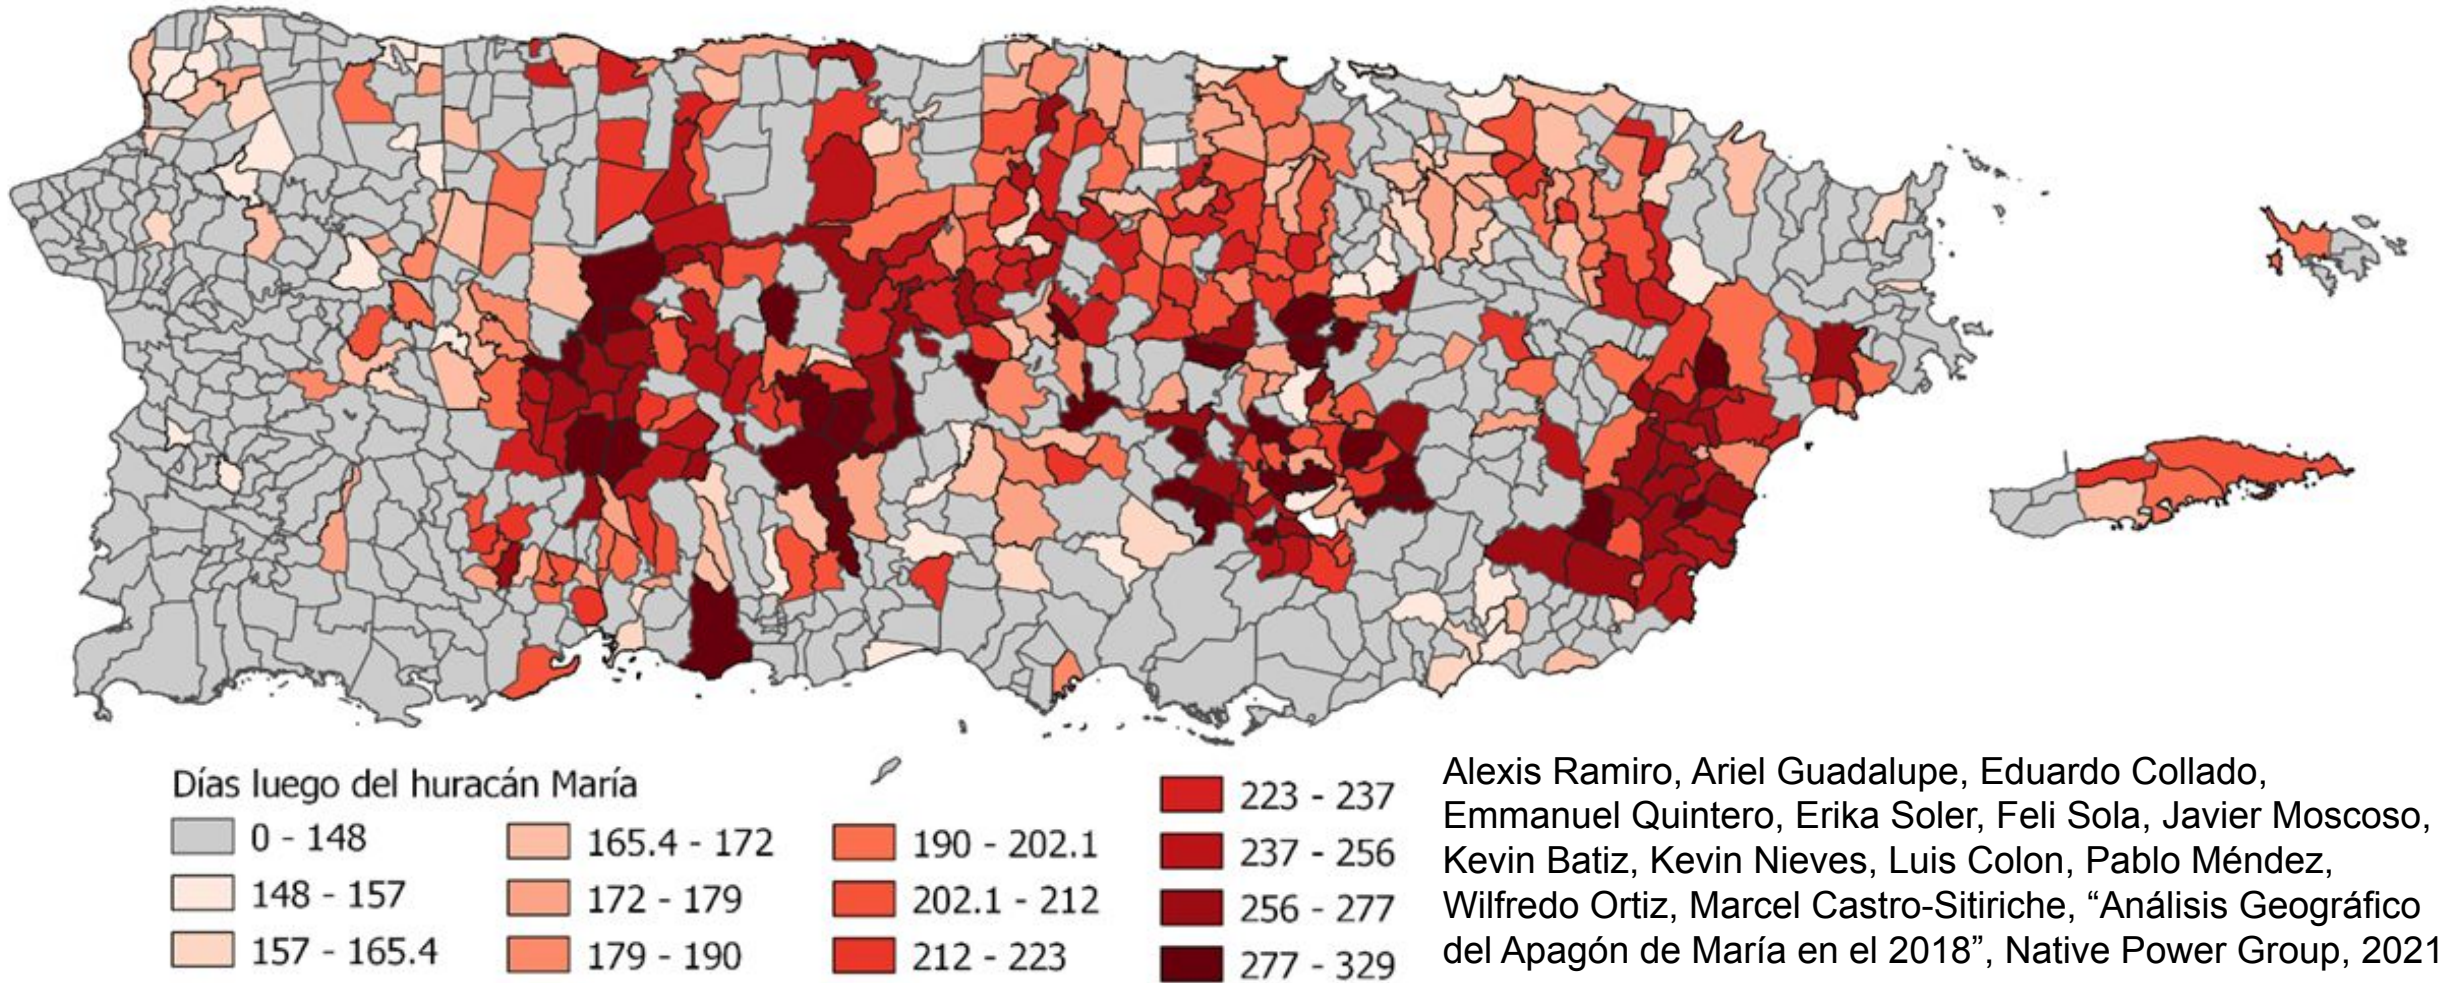 Días luego del huracán María
0 - 148
148 - 157
157 - 165.4
165.4 - 172
172 - 179
179 - 190
190 - 202.1
202.1 - 212
212 - 223
223 - 237
237 - 256
256 - 277
277 - 329
Alexis Ramiro, Ariel Guadalupe, Eduardo Collado,
Emmanuel Quintero, Erika Soler, Feli Sola, Javier Moscoso,
Kevin Batiz, Kevin Nieves, Luis Colon, Pablo Méndez,
Wilfredo Ortiz, Marcel Castro-Sitiriche, “Análisis Geográfico
del Apagón de María en el 2018”, Native Power Group, 2021